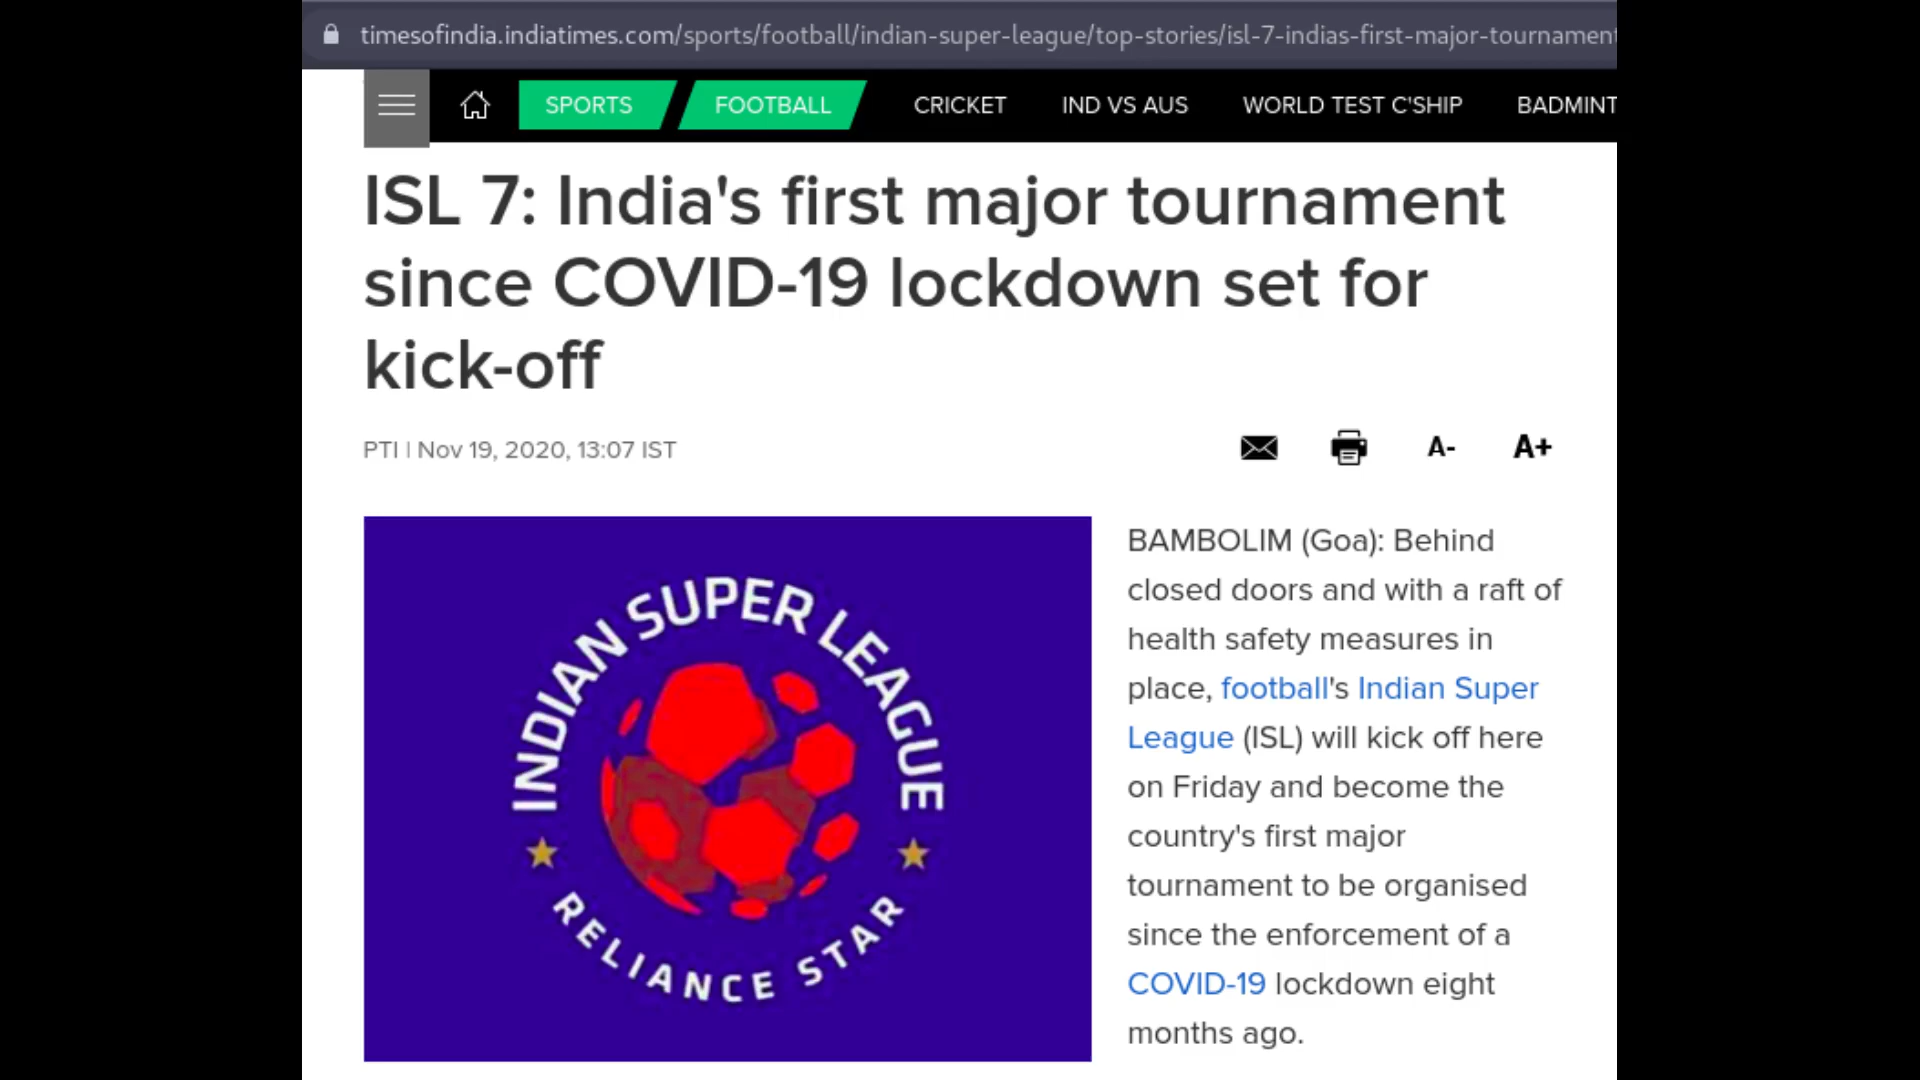 timesofindia.indiatimes.com/sports/football/indian-super-league/top-stories/isl-7-indias-first-major-tournament
SPORTS FOOTBALL CRICKET IND VS AUS WORLD TEST C'SHIP BADMINT
ISL 7: India's first major tournament
since COVID-19 lockdown set for
kick-off
PTI | Nov 19, 2020, 13:07 IST
A- A+
INDIAN SUPER LEAGUE
RELIANCE STAR
BAMBOLIM (Goa): Behind
closed doors and with a raft of
health safety measures in
place, football's Indian Super
League (ISL) will kick off here
on Friday and become the
country's first major
tournament to be organised
since the enforcement of a
COVID-19 lockdown eight
months ago.